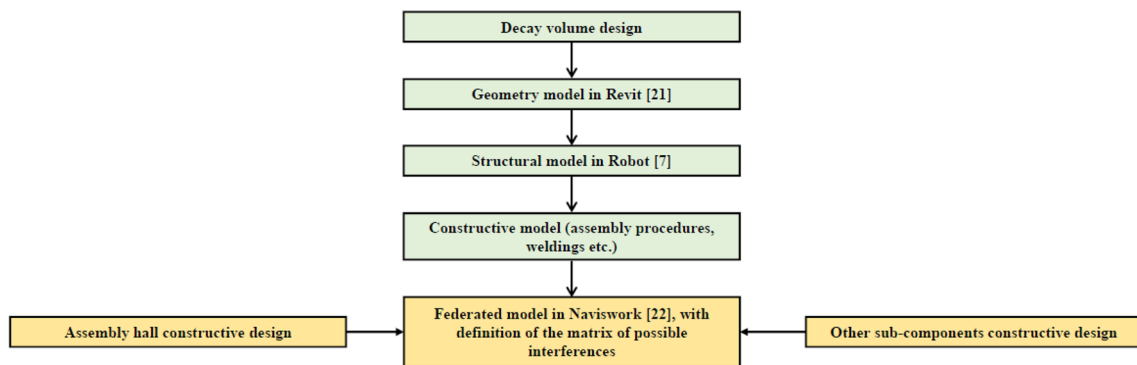 Decay volume design
Geometry model in Revit [21]
Structural model in Robot [7]
Constructive model (assembly procedures,
weldings etc.)
Federated model in Naviswork [22], with
definition of the matrix of possible
interferences
Assembly hall constructive design
Other sub-components constructive design